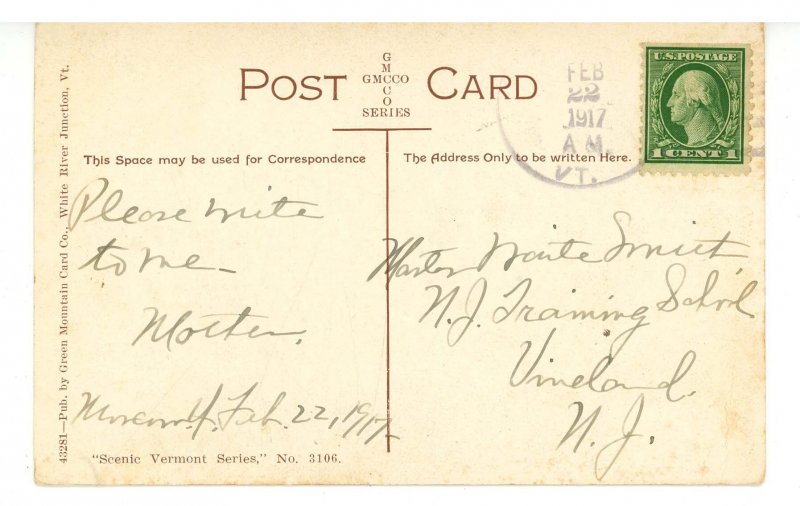 POST CARD
GMCCO
GMCCO
SERIES
FEB
22
1917
A M.
VT.
U.S. POSTAGE
1 CENT 1
This Space may be used for Correspondence
The Address Only to be written Here.
Please write
to me—
Mother.
Feb. 22, 1917
Master Waite
N.J. Training School
Vineland.
N. J.
"Scenic Vermont Series," No. 3106.
43281—Pub. by Green Mountain Card Co., White River Junction, Vt.